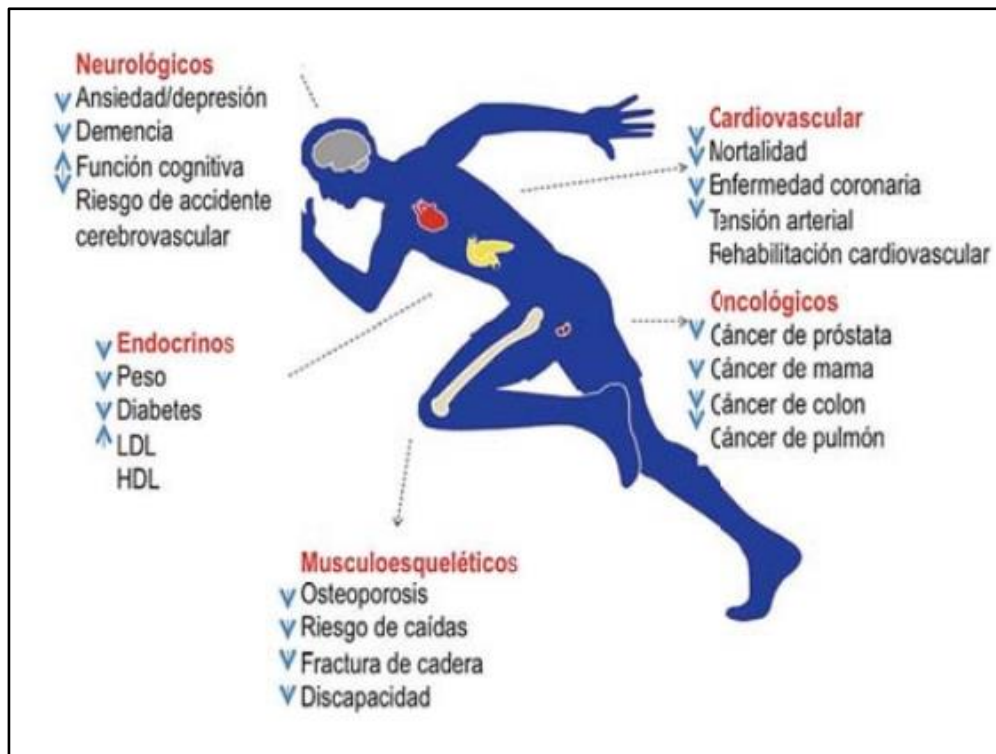 Neurológicos
Ansiedad/depresión
Demencia
Función cognitiva
Riesgo de accidente
cerebrovascular
Cardiovascular
Nortalidad
Enfermedad coronaria
Tensión arterial
Rehabilitación cardiovascular
Oncológicos
Cáncer de próstata
Cáncer de mama
Cáncer de colon
Cáncer de pulmón
Endocrinos
Peso
Diabetes
LDL
HDL
Musculoesqueléticos
Osteoporosis
Riesgo de caídas
Fractura de cadera
Discapacidad